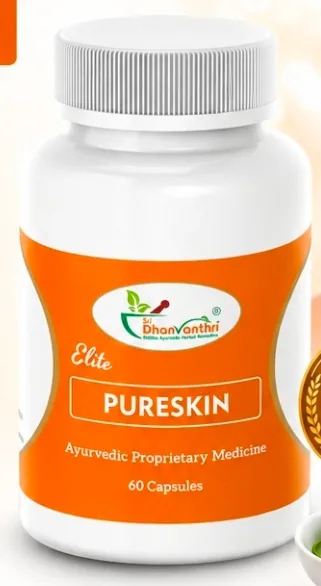 Sri
Dhanvanthri
®
Elite
PURESKIN
Ayurvedic Proprietary Medicine
60 Capsules